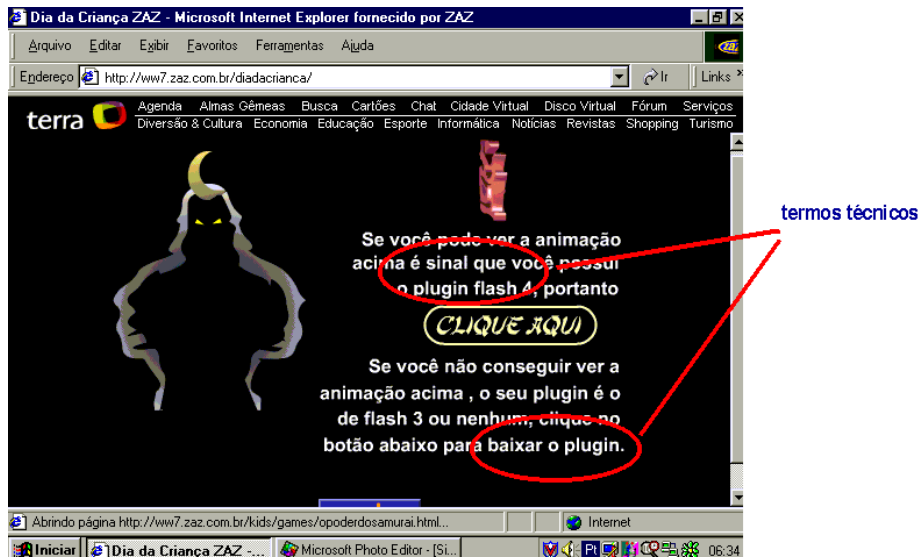 Dia da Criança ZAZ - Microsoft Internet Explorer fornecido por ZAZ
Arquivo Editar Exibir Favoritos Ferramentas Ajuda
Endereço http://ww7.zaz.com.br/diadacrianca/ Ir Links »
terra
Agenda Almas Gêmeas Busca Cartões Chat Cidade Virtual Disco Virtual Fórum Serviços
Diversão & Cultura Economia Educação Esporte Informática Notícias Revistas Shopping Turismo
termos técnicos
Se você pode ver a animação
acima é sinal que você possui
o plugin flash 4, portanto
CLIQUE AQUI
Se você não conseguir ver a
animação acima , o seu plugin é o
de flash 3 ou nenhum, clique no
botão abaixo para baixar o plugin.
Abrindo página http://ww7.zaz.com.br/kids/games/opoderdosamurai.html... Internet
Iniciar Dia da Criança ZAZ -... Microsoft Photo Editor - [Si... Pt 06:34